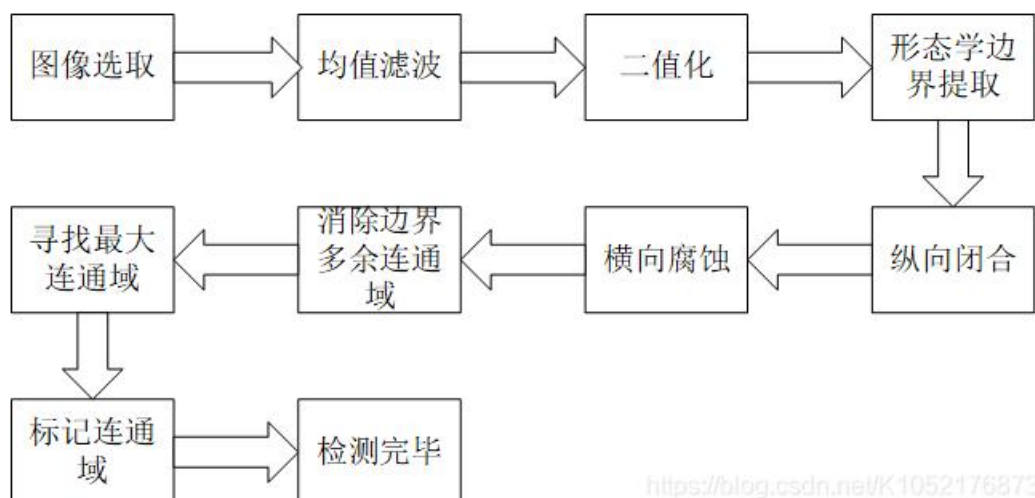 图像选取
均值滤波
二值化
形态学边
界提取
纵向闭合
横向腐蚀
消除边界
多余连通
域
寻找最大
连通域
标记连通
域
检测完毕
https://blog.csdn.net/K1052176873